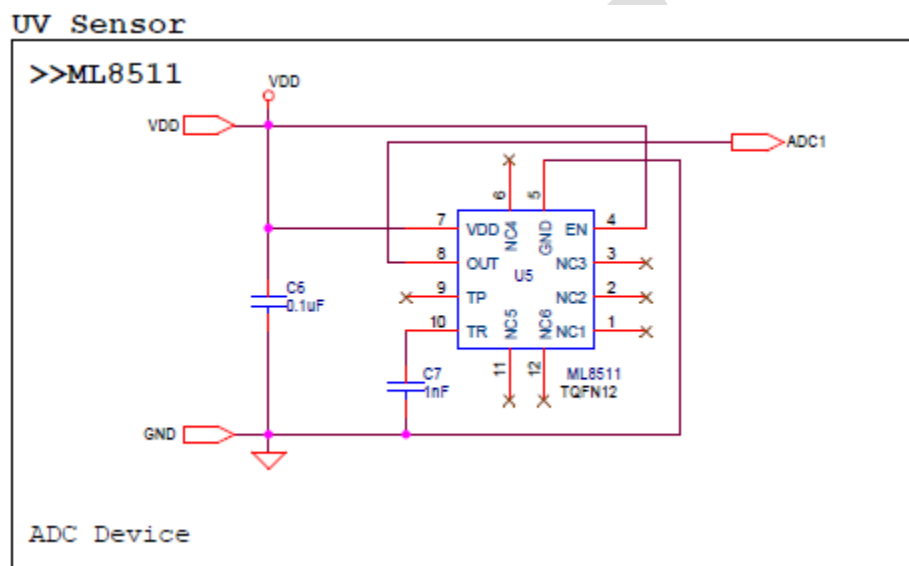 UV Sensor
>>ML8511
VDD
VDD
ADC1
6
5
7
VDD
NC4
GND
EN
4
8
OUT
U5
NC3
3
C6
0.1uF
9
TP
NC2
2
10
TR
NC5
NC6
NC1
1
C7
1nF
11
12
ML8511
TQFN12
GND
ADC Device